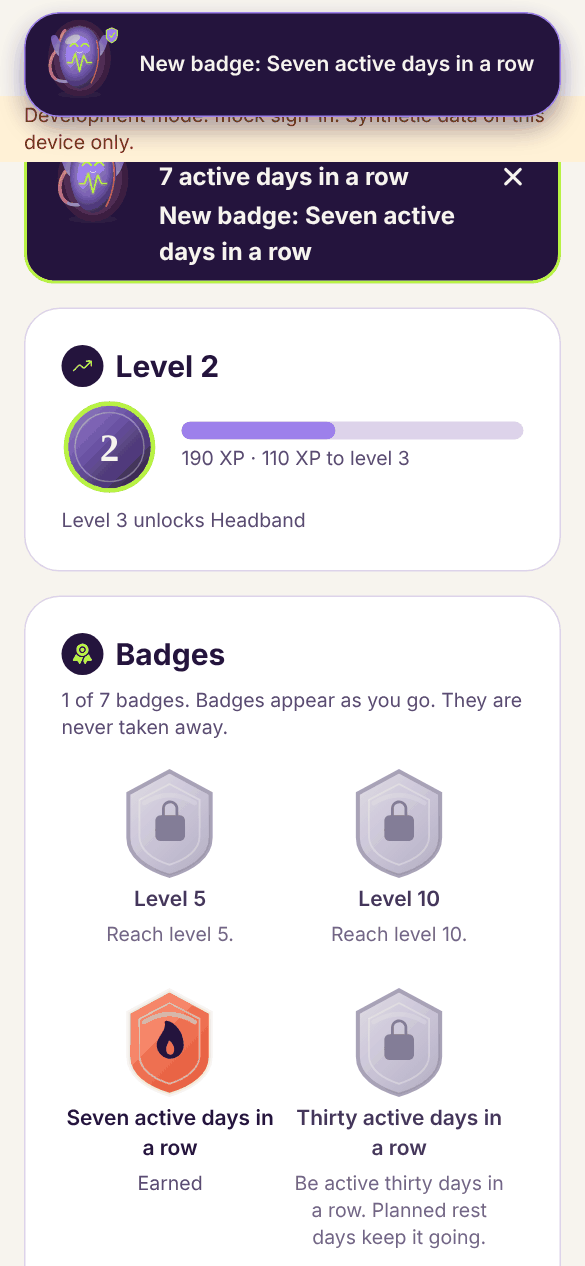 New badge: Seven active days in a row
Development mode: mock sign-in. Synthetic data on this
device only.
7 active days in a row
New badge: Seven active
days in a row
Level 2
2
190 XP · 110 XP to level 3
Level 3 unlocks Headband
Badges
1 of 7 badges. Badges appear as you go. They are
never taken away.
Level 5
Level 10
Reach level 5.
Reach level 10.
Seven active days in
a row
Thirty active days in
a row
Earned
Be active thirty days in
a row. Planned rest
days keep it going.